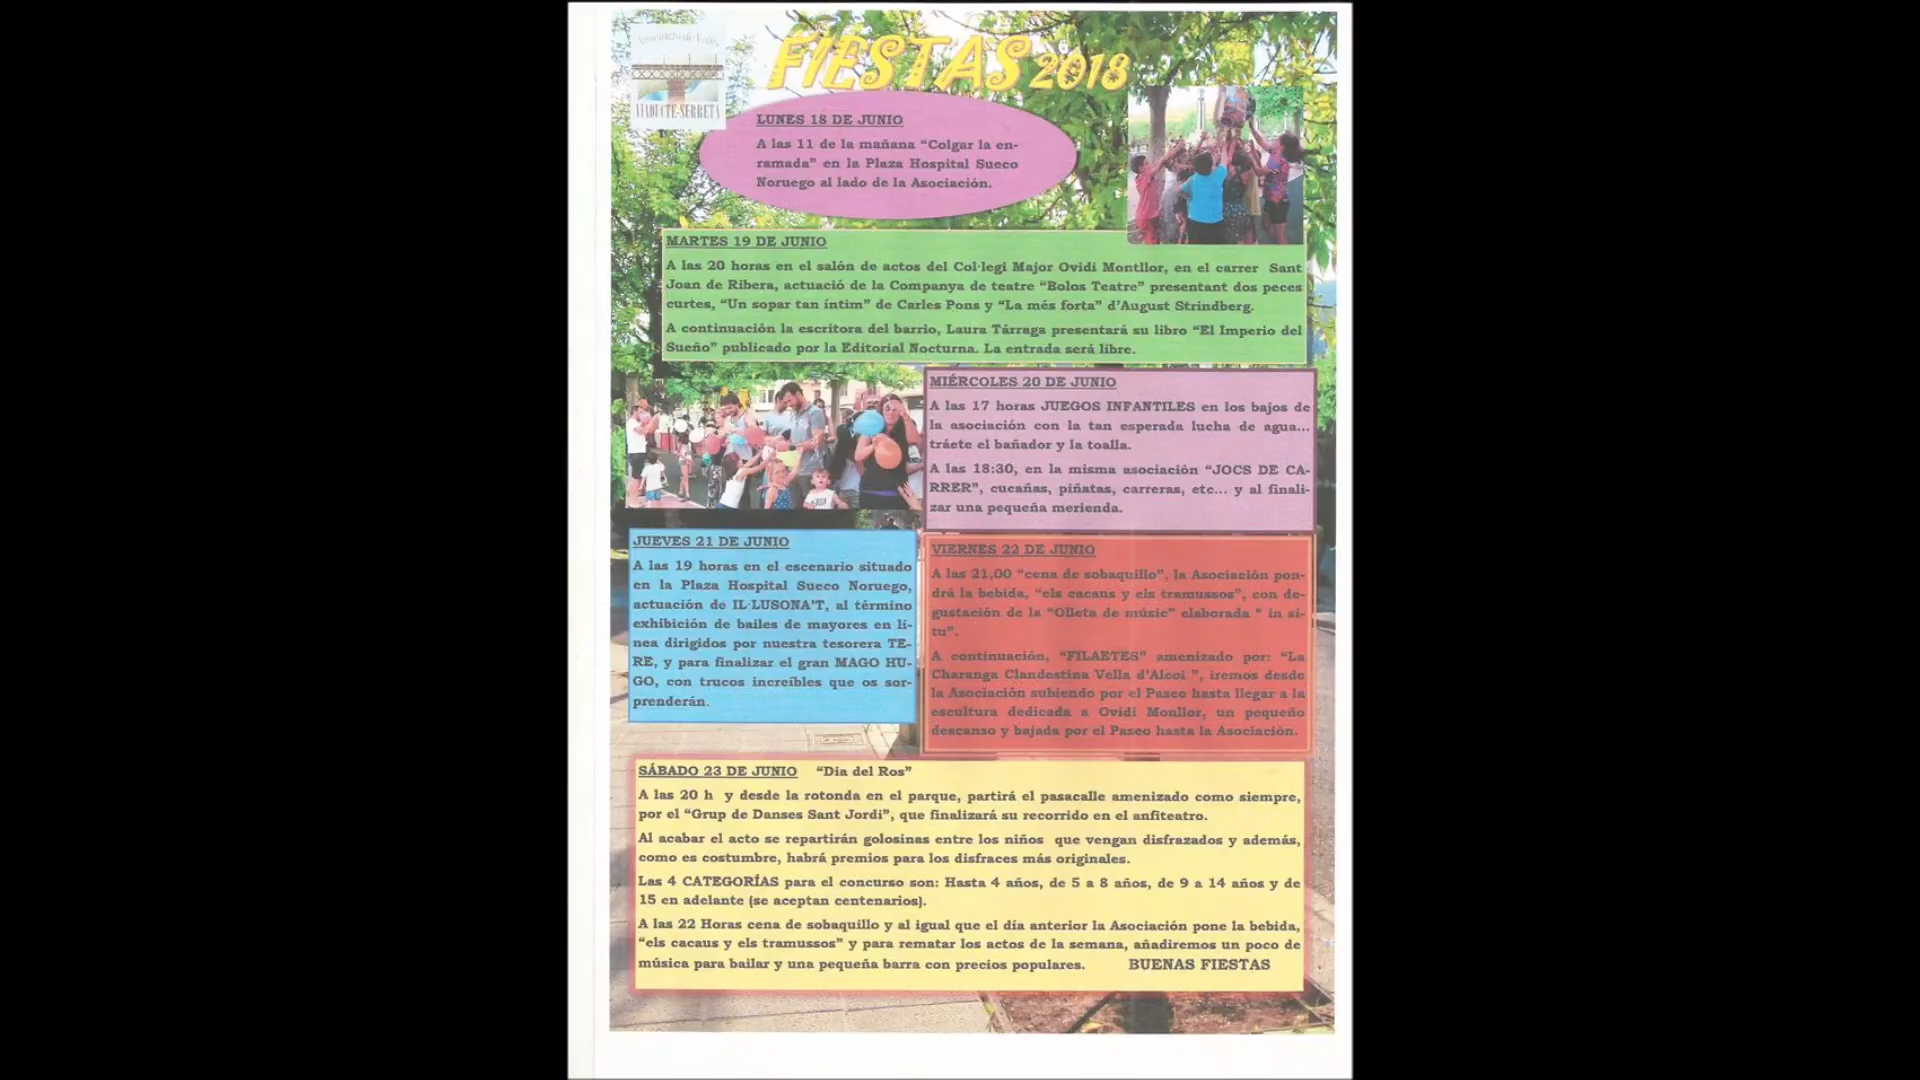 FIESTAS 2018
VIADUCTE-SERRETA
LUNES 18 DE JUNIO
A las 11 de la mañana “Colgar la en-
ramada” en la Plaza Hospital Sueco
Noruego al lado de la Asociación.
MARTES 19 DE JUNIO
A las 20 horas en el salón de actos del Col·legi Major Ovidi Montllor, en el carrer Sant
Joan de Ribera, actuació de la Companya de teatre “Bolos Teatre” presentant dos peces
curtes, “Un sopar tan íntim” de Carles Pons y “La més forta” d’August Strindberg.
A continuación la escritora del barrio, Laura Tárraga presentará su libro “El Imperio del
Sueño” publicado por la Editorial Nocturna. La entrada será libre.
MIÉRCOLES 20 DE JUNIO
A las 17 horas JUEGOS INFANTILES en los bajos de
la asociación con la tan esperada lucha de agua...
tráete el bañador y la toalla.
A las 18:30, en la misma asociación “JOCS DE CA-
RRER”, cucañas, piñatas, carreras, etc... y al finali-
zar una pequeña merienda.
JUEVES 21 DE JUNIO
A las 19 horas en el escenario situado
en la Plaza Hospital Sueco Noruego,
actuación de IL·LUSONA’T, al término
exhibición de bailes de mayores en lí-
nea dirigidos por nuestra tesorera TE-
RE, y para finalizar el gran MAGO HU-
GO, con trucos increíbles que os sor-
prenderán.
VIERNES 22 DE JUNIO
A las 21,00 “cena de sobaquillo”, la Asociación pon-
drá la bebida, “els cacaus y els tramussos”, con de-
gustación de la “Olleta de músic” elaborada “ in si-
tu”.
A continuación, “FILAETES” amenizado por: “La
Charanga Clandestina Vella d’Alcoi ”, iremos desde
la Asociación subiendo por el Paseo hasta llegar a la
escultura dedicada a Ovidi Monllor, un pequeño
descanso y bajada por el Paseo hasta la Asociación.
SÁBADO 23 DE JUNIO “Dia del Ros”
A las 20 h y desde la rotonda en el parque, partirá el pasacalle amenizado como siempre,
por el “Grup de Danses Sant Jordi”, que finalizará su recorrido en el anfiteatro.
Al acabar el acto se repartirán golosinas entre los niños que vengan disfrazados y además,
como es costumbre, habrá premios para los disfraces más originales.
Las 4 CATEGORÍAS para el concurso son: Hasta 4 años, de 5 a 8 años, de 9 a 14 años y de
15 en adelante (se aceptan centenarios).
A las 22 Horas cena de sobaquillo y al igual que el día anterior la Asociación pone la bebida,
“els cacaus y els tramussos” y para rematar los actos de la semana, añadiremos un poco de
música para bailar y una pequeña barra con precios populares. BUENAS FIESTAS